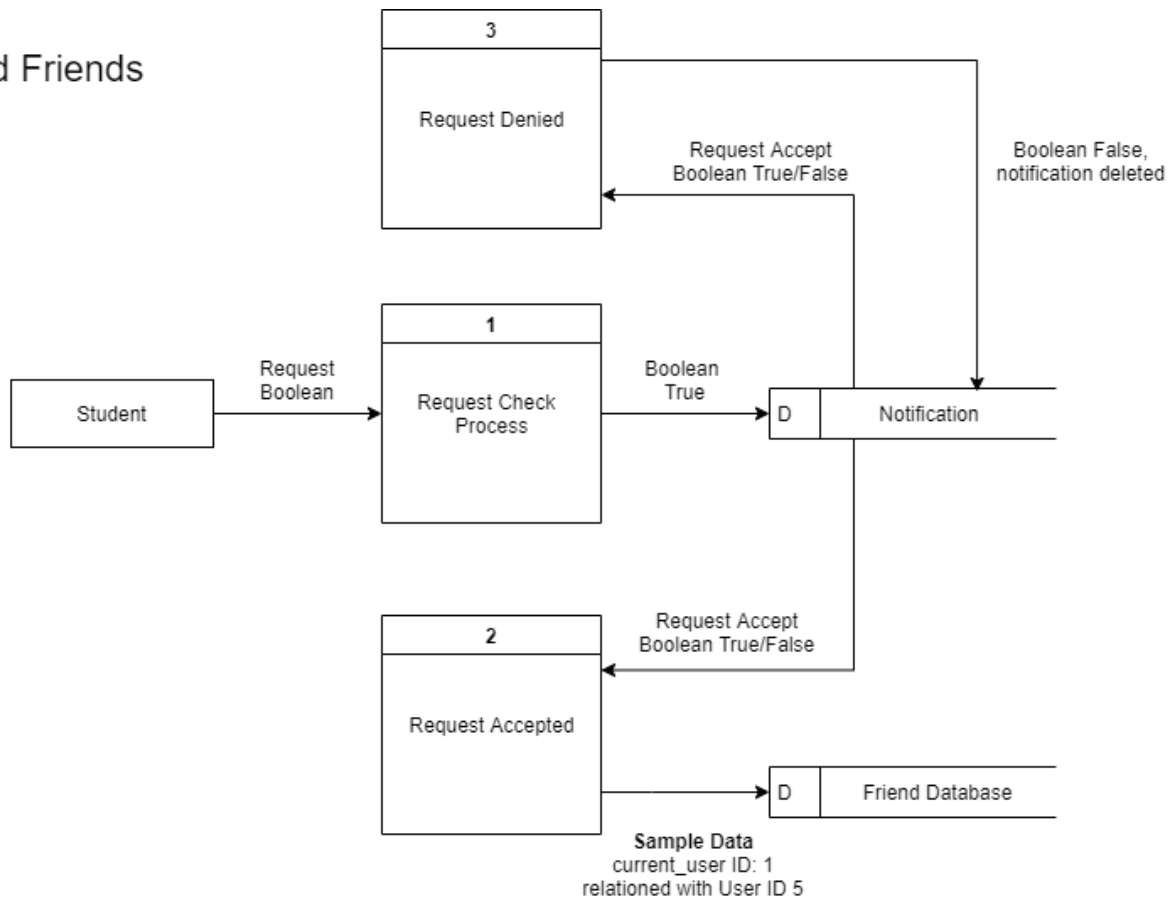 d Friends
3
Request Denied
Request Accept
Boolean True/False
Boolean False,
notification deleted
1
Request Check
Process
Student
Request
Boolean
Boolean
True
D
Notification
2
Request Accepted
Request Accept
Boolean True/False
D
Friend Database
Sample Data
current_user ID: 1
relationed with User ID 5